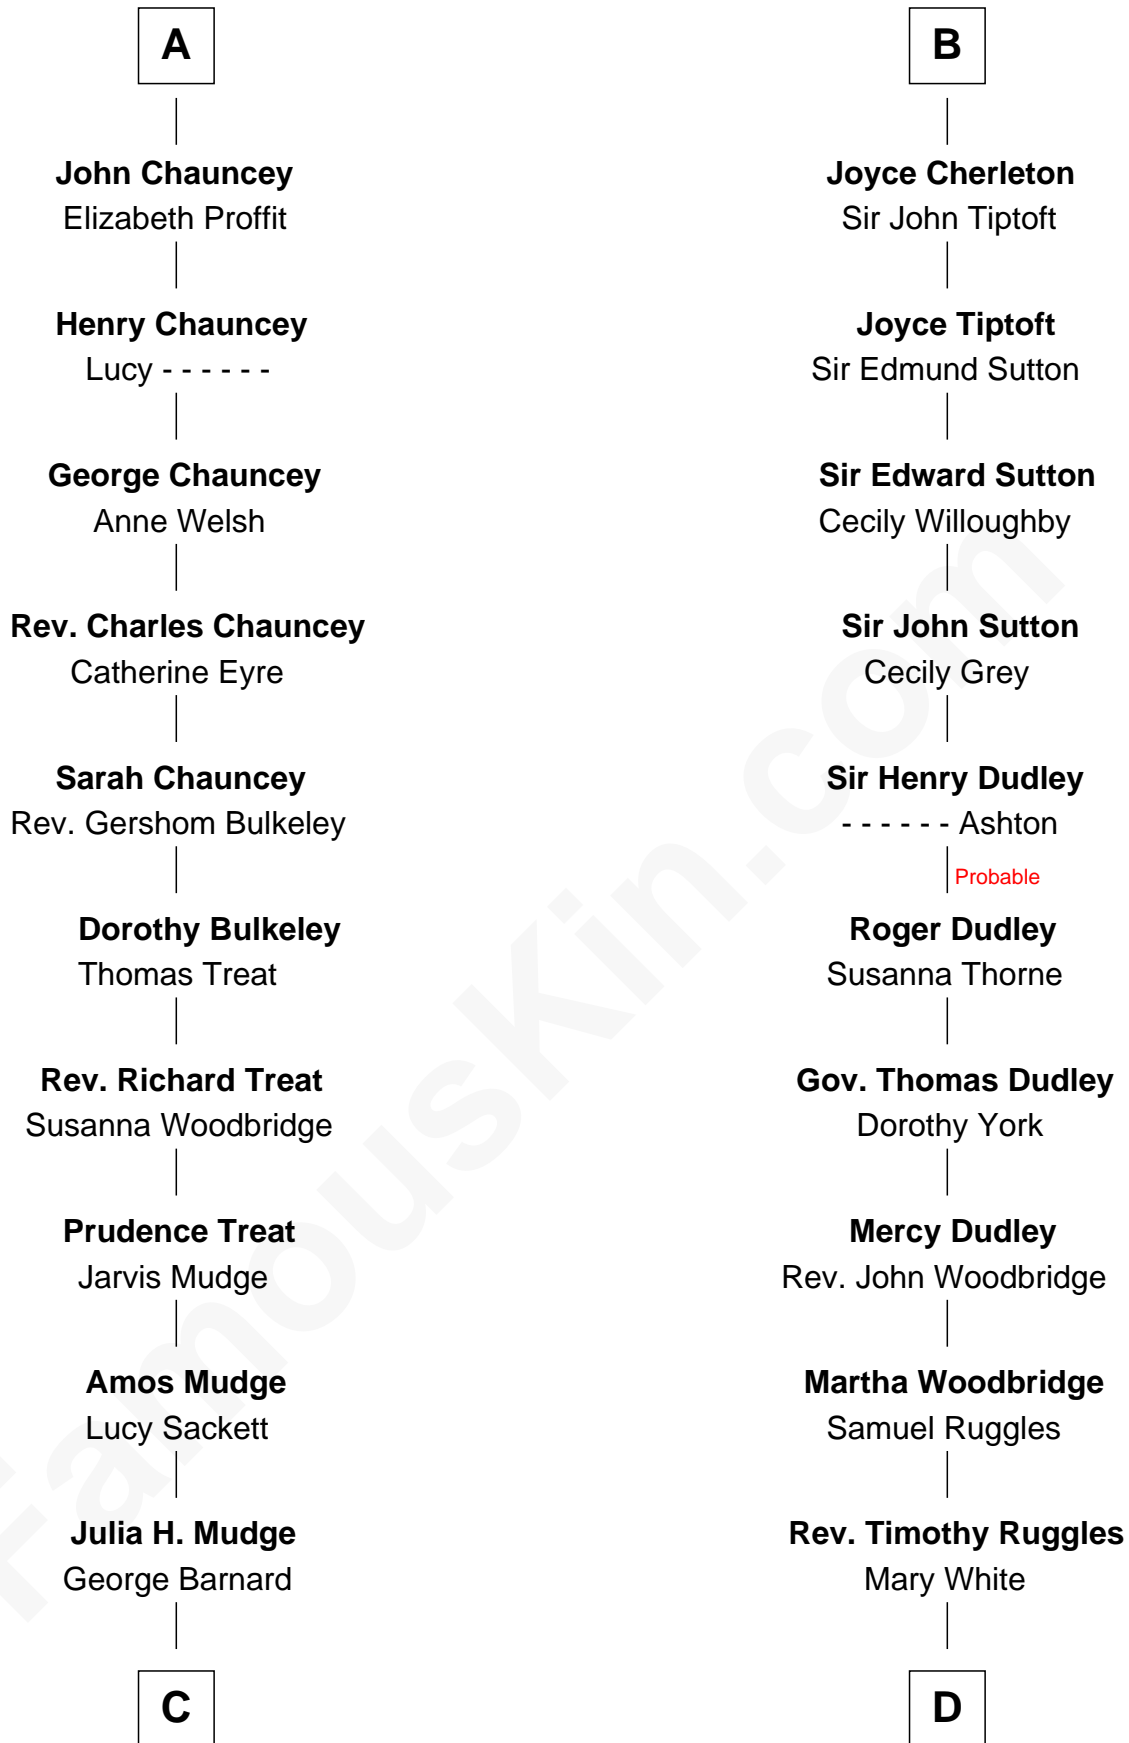 A
John Chauncey
Elizabeth Proffit
Henry Chauncey
Lucy - - - - - -
George Chauncey
Anne Welsh
Rev. Charles Chauncey
Catherine Eyre
Sarah Chauncey
Rev. Gershom Bulkeley
Dorothy Bulkeley
Thomas Treat
Rev. Richard Treat
Susanna Woodbridge
Prudence Treat
Jarvis Mudge
Amos Mudge
Lucy Sackett
Julia H. Mudge
George Barnard
C
B
Joyce Cherleton
Sir John Tiptoft
Joyce Tiptoft
Sir Edmund Sutton
Sir Edward Sutton
Cecily Willoughby
Sir John Sutton
Cecily Grey
Sir Henry Dudley
- - - - - - Ashton
Probable
Roger Dudley
Susanna Thorne
Gov. Thomas Dudley
Dorothy York
Mercy Dudley
Rev. John Woodbridge
Martha Woodbridge
Samuel Ruggles
Rev. Timothy Ruggles
Mary White
D
FamousKin.com